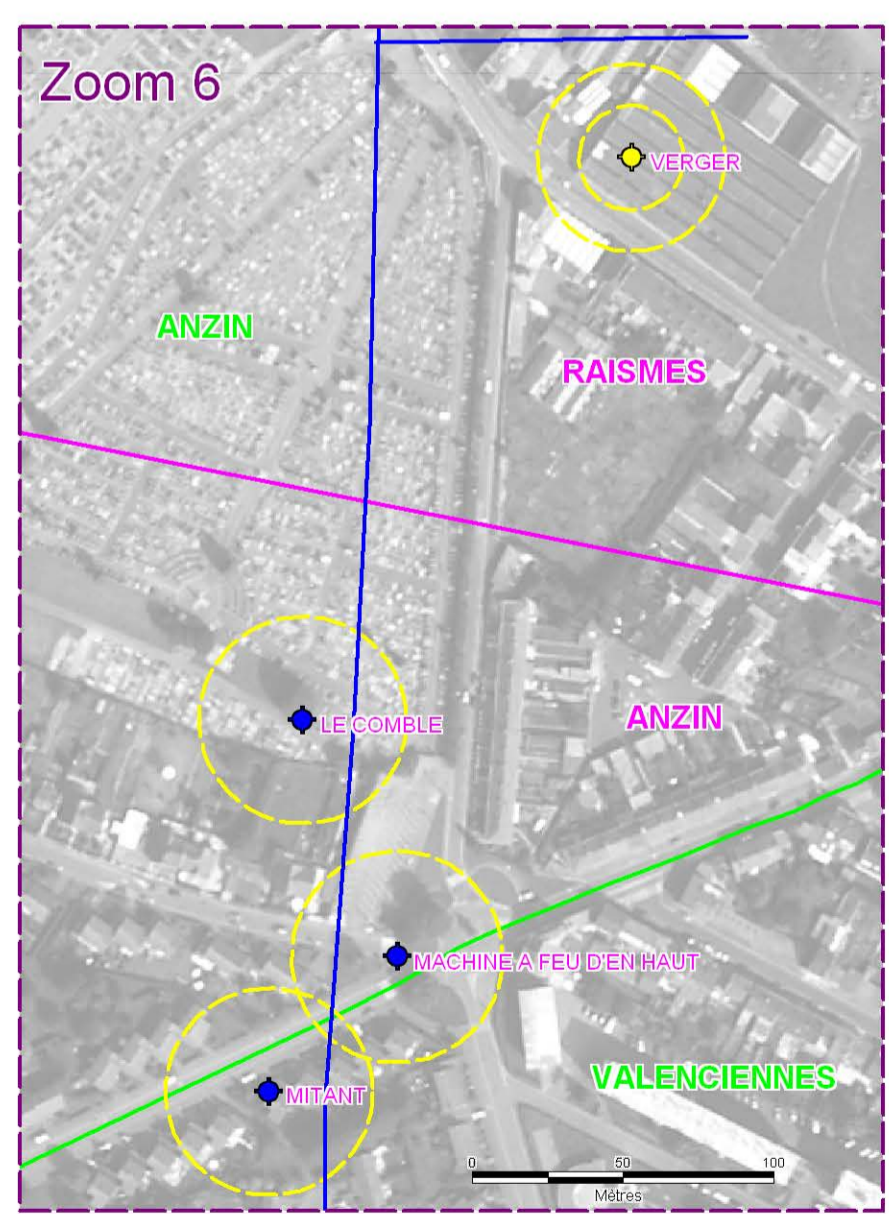 Zoom 6
VERGER
ANZIN
RAISMES
LE COMBLE
ANZIN
MACHINE A FEU D'EN HAUT
VALENCIENNES
MITANT
0 50 100
Mètres